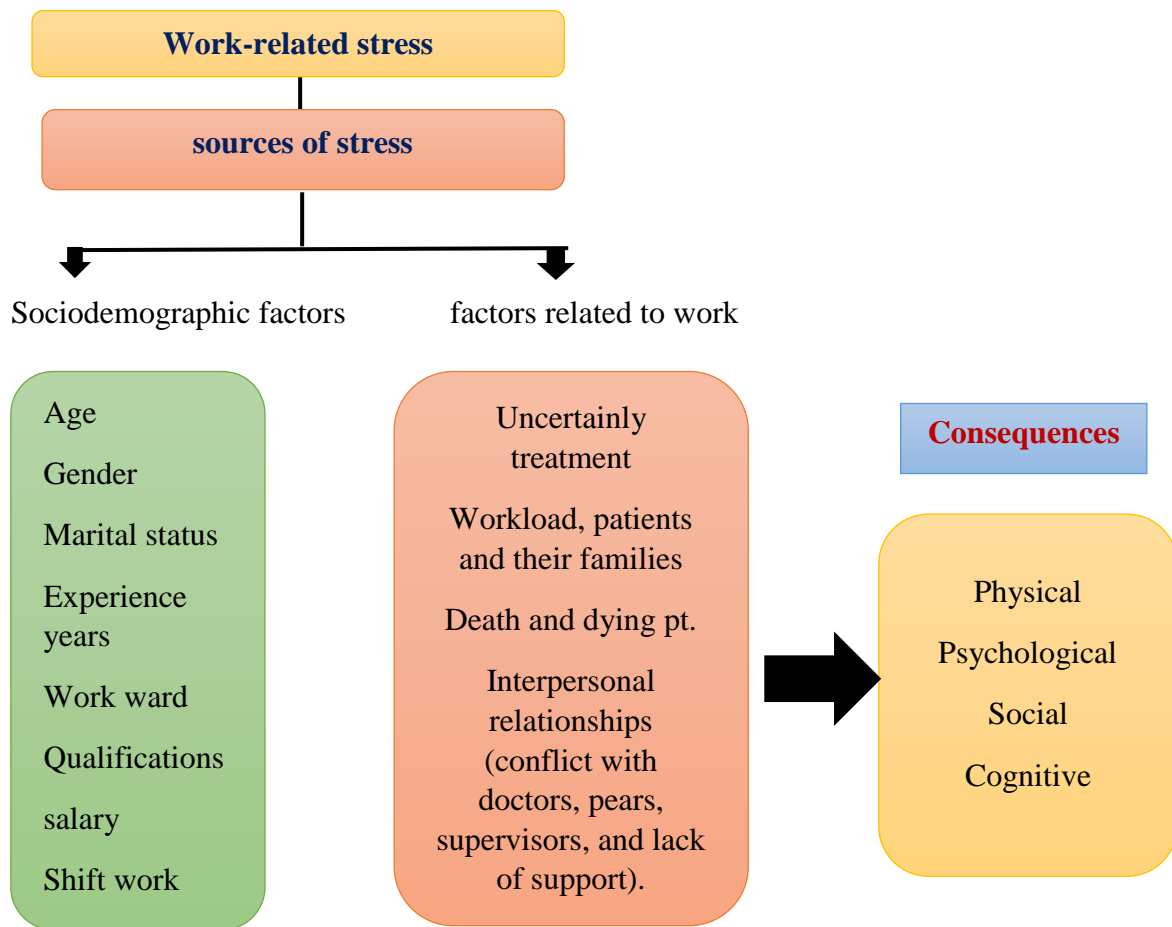 Work-related stress
sources of stress
Sociodemographic factors
factors related to work
Age
Gender
Marital status
Experience
years
Work ward
Qualifications
salary
Shift work
Uncertainly
treatment
Workload, patients
and their families
Death and dying pt.
Interpersonal
relationships
(conflict with
doctors, pears,
supervisors, and lack
of support).
Consequences
Physical
Psychological
Social
Cognitive